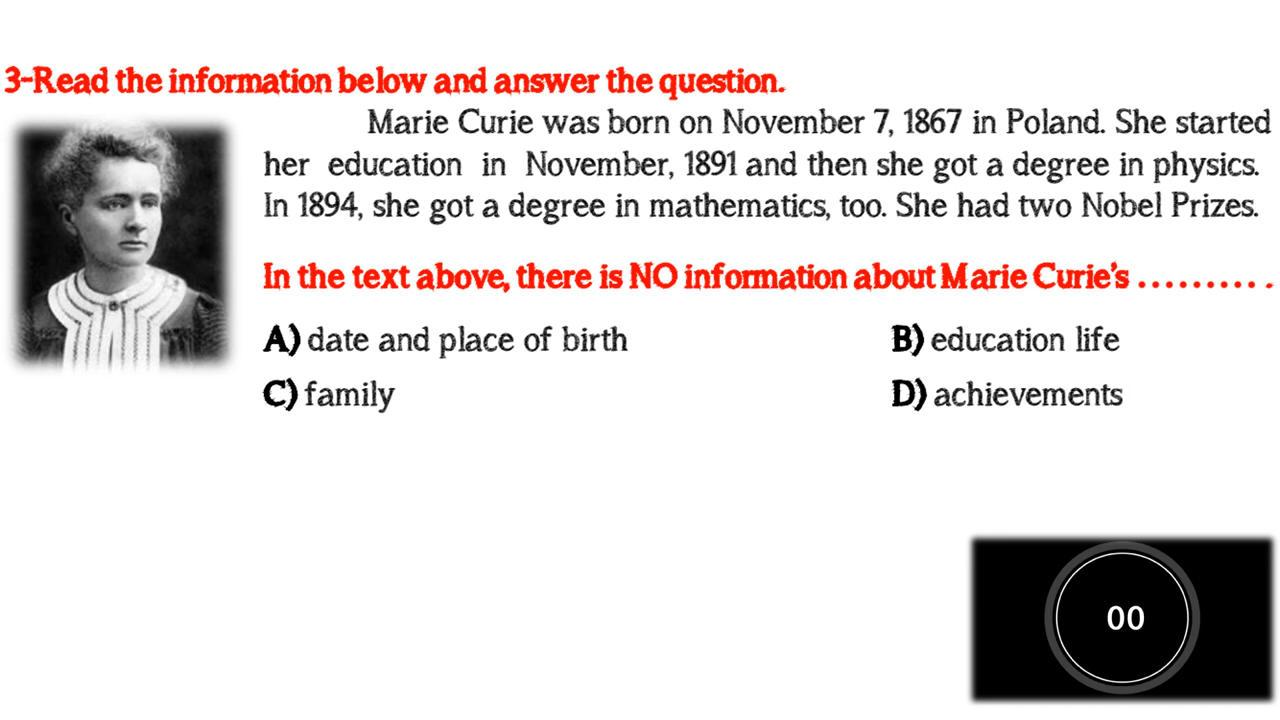 3-Read the information below and answer the question.
Marie Curie was born on November 7, 1867 in Poland. She started
her education in November, 1891 and then she got a degree in physics.
In 1894, she got a degree in mathematics, too. She had two Nobel Prizes.
In the text above, there is NO information about Marie Curie's ......... .
A) date and place of birth B) education life
C) family D) achievements
00